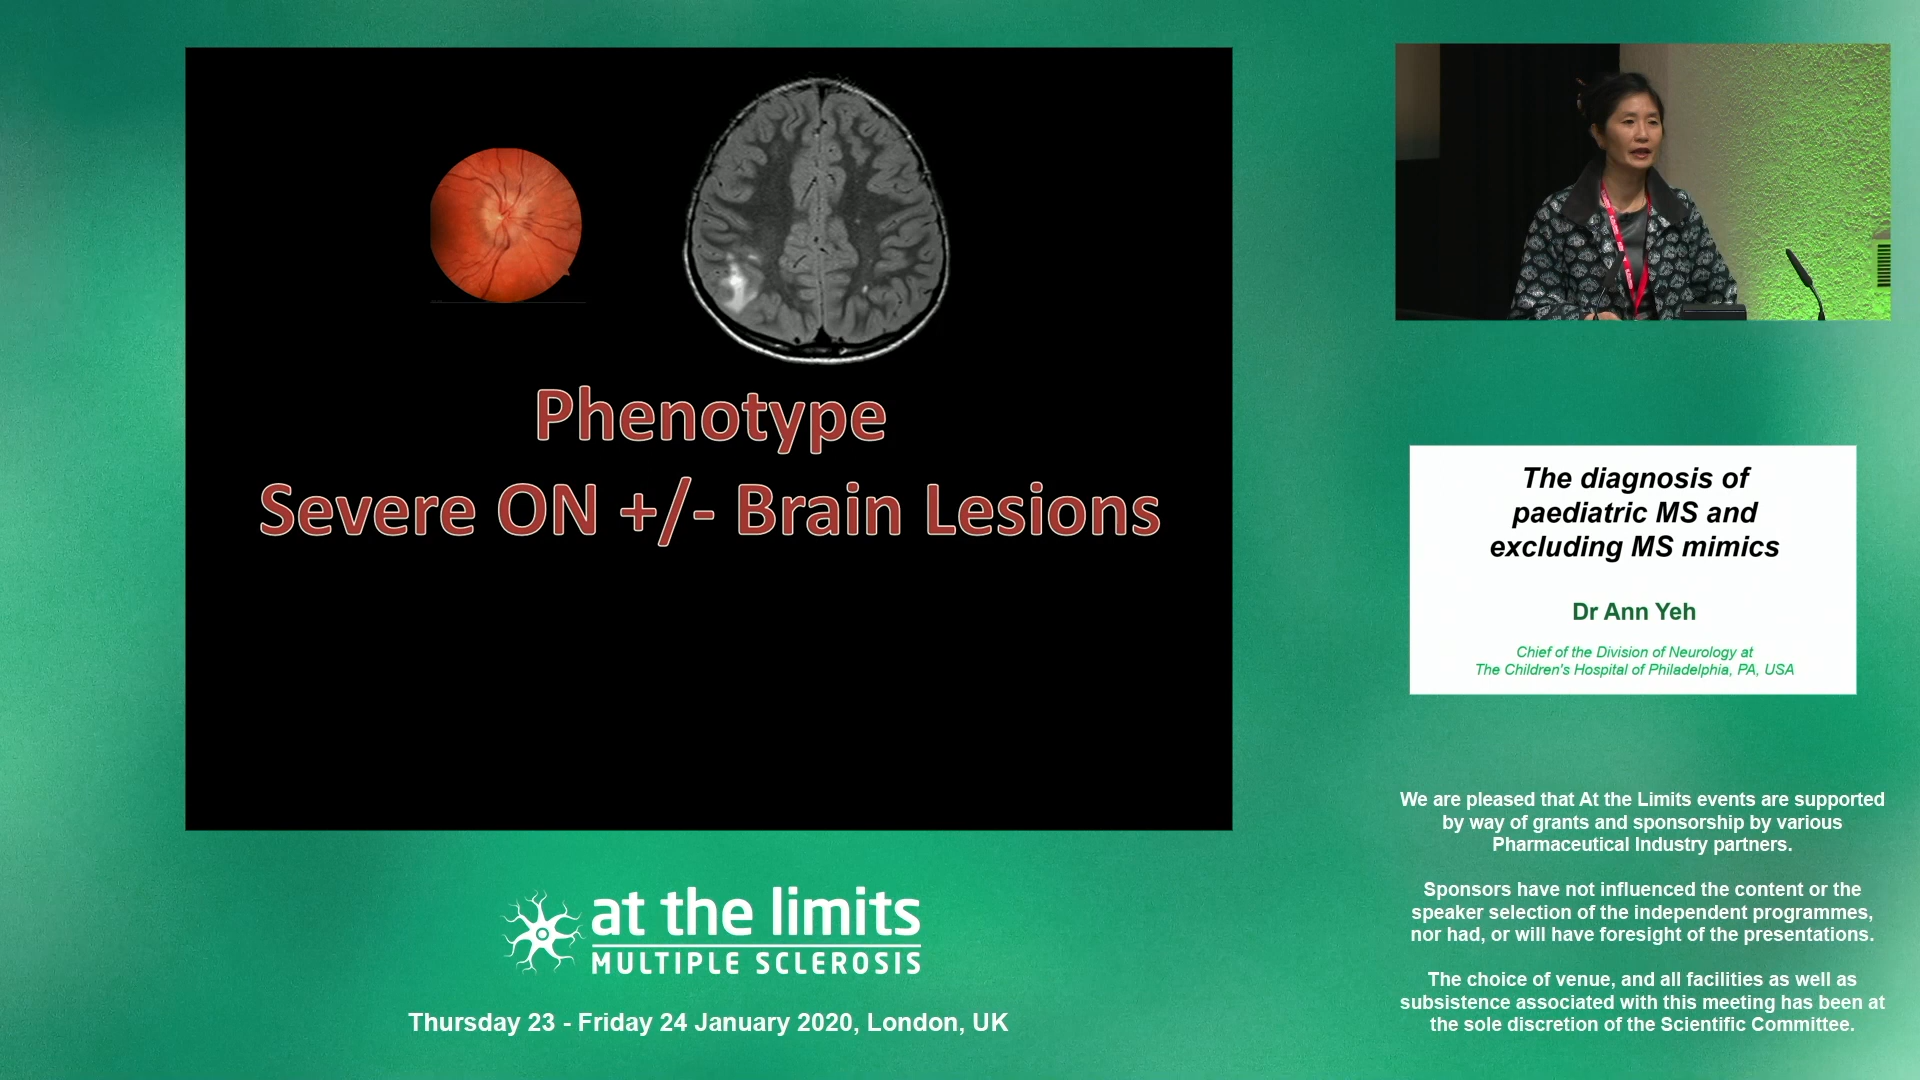 Phenotype
Severe ON +/- Brain Lesions
The diagnosis of
paediatric MS and
excluding MS mimics
Dr Ann Yeh
Chief of the Division of Neurology at
The Children's Hospital of Philadelphia, PA, USA
We are pleased that At the Limits events are supported
by way of grants and sponsorship by various
Pharmaceutical Industry partners.
Sponsors have not influenced the content or the
speaker selection of the independent programmes,
nor had, or will have foresight of the presentations.
The choice of venue, and all facilities as well as
subsistence associated with this meeting has been at
the sole discretion of the Scientific Committee.
at the limits
MULTIPLE SCLEROSIS
Thursday 23 - Friday 24 January 2020, London, UK